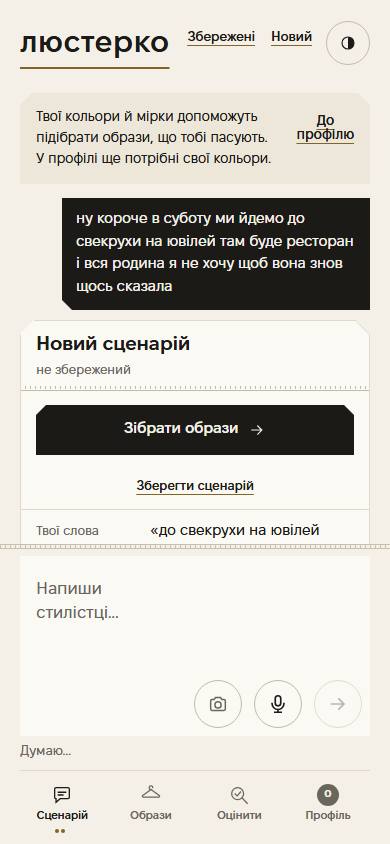 люстерко
Збережені
Новий
Твої кольори й мірки допоможуть
підібрати образи, що тобі пасують.
У профілі ще потрібні свої кольори.
До
профілю
ну короче в суботу ми йдемо до
свекрухи на ювілей там буде ресторан
і вся родина я не хочу щоб вона знов
щось сказала
Новий сценарій
не збережений
Зібрати образи →
Зберегти сценарій
Твої слова
«до свекрухи на ювілей
Напиши
стилістці...
Думаю...
Сценарій
Образи
Оцінити
0
Профіль